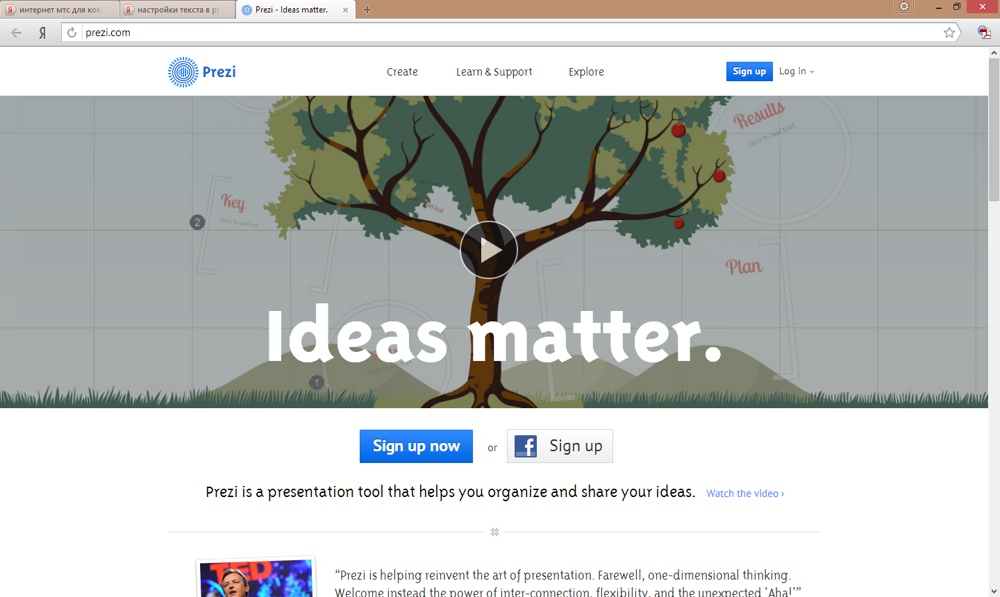 интернет мтс для ком
настройки текста в pr
Prezi - Ideas matter.
Я
prezi.com
Prezi
Create
Learn & Support
Explore
Sign up
Log in
Results
Click to add text
Key
Click to add text
2
Plan
Ideas matter.
1
Sign up now
or
f
Sign up
Prezi is a presentation tool that helps you organize and share your ideas.
Watch the video ›
TED
“Prezi is helping reinvent the art of presentation. Farewell, one-dimensional thinking.
Welcome instead the power of inter-connection, flexibility, and the unexpected 'Aha!'”